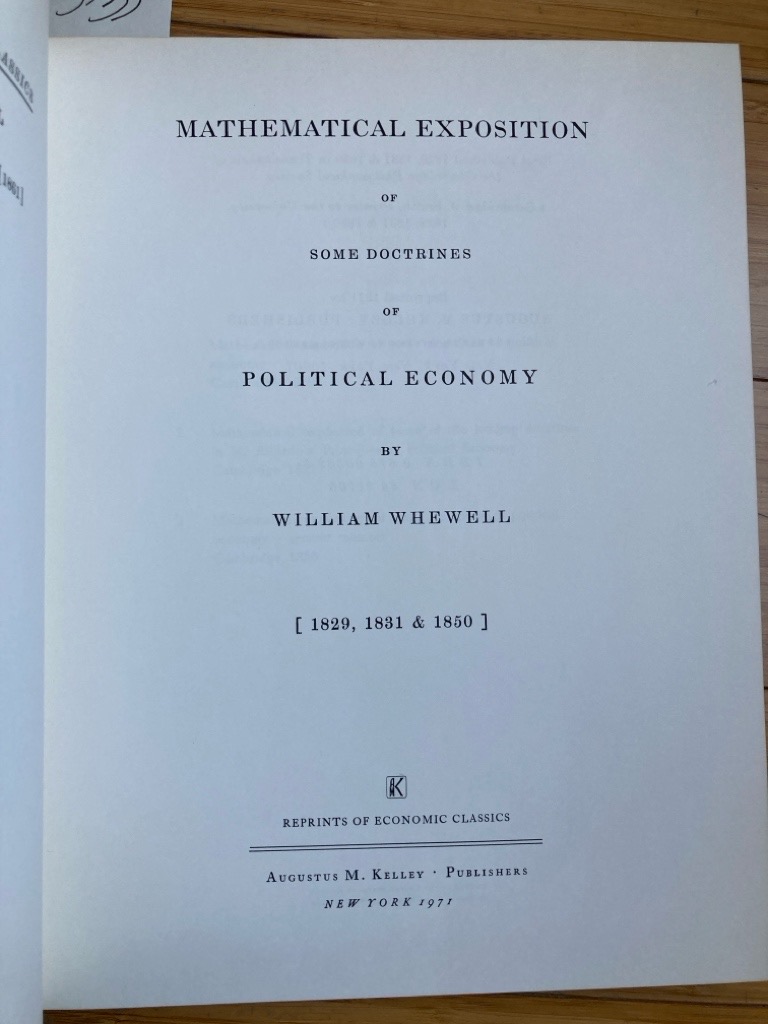 [1861]
MATHEMATICAL EXPOSITION
OF
SOME DOCTRINES
OF
POLITICAL ECONOMY
BY
WILLIAM WHEWELL
[ 1829, 1831 & 1850 ]
K
REPRINTS OF ECONOMIC CLASSICS
AUGUSTUS M. KELLEY · PUBLISHERS
NEW YORK 1971